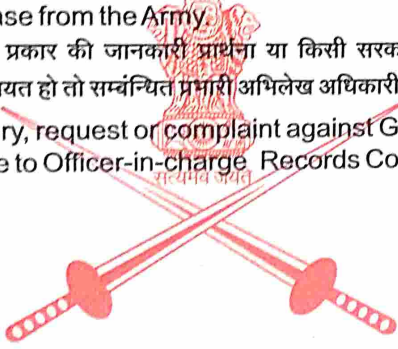 ase from the Army.
प्रकार की जानकारी प्रार्थना या किसी सरक
ायत हो तो सम्बंन्धित प्रभारी अभिलेख अधिकारी
ry, request or complaint against G
e to Officer-in-charge Records Co
सत्यमेव जयते